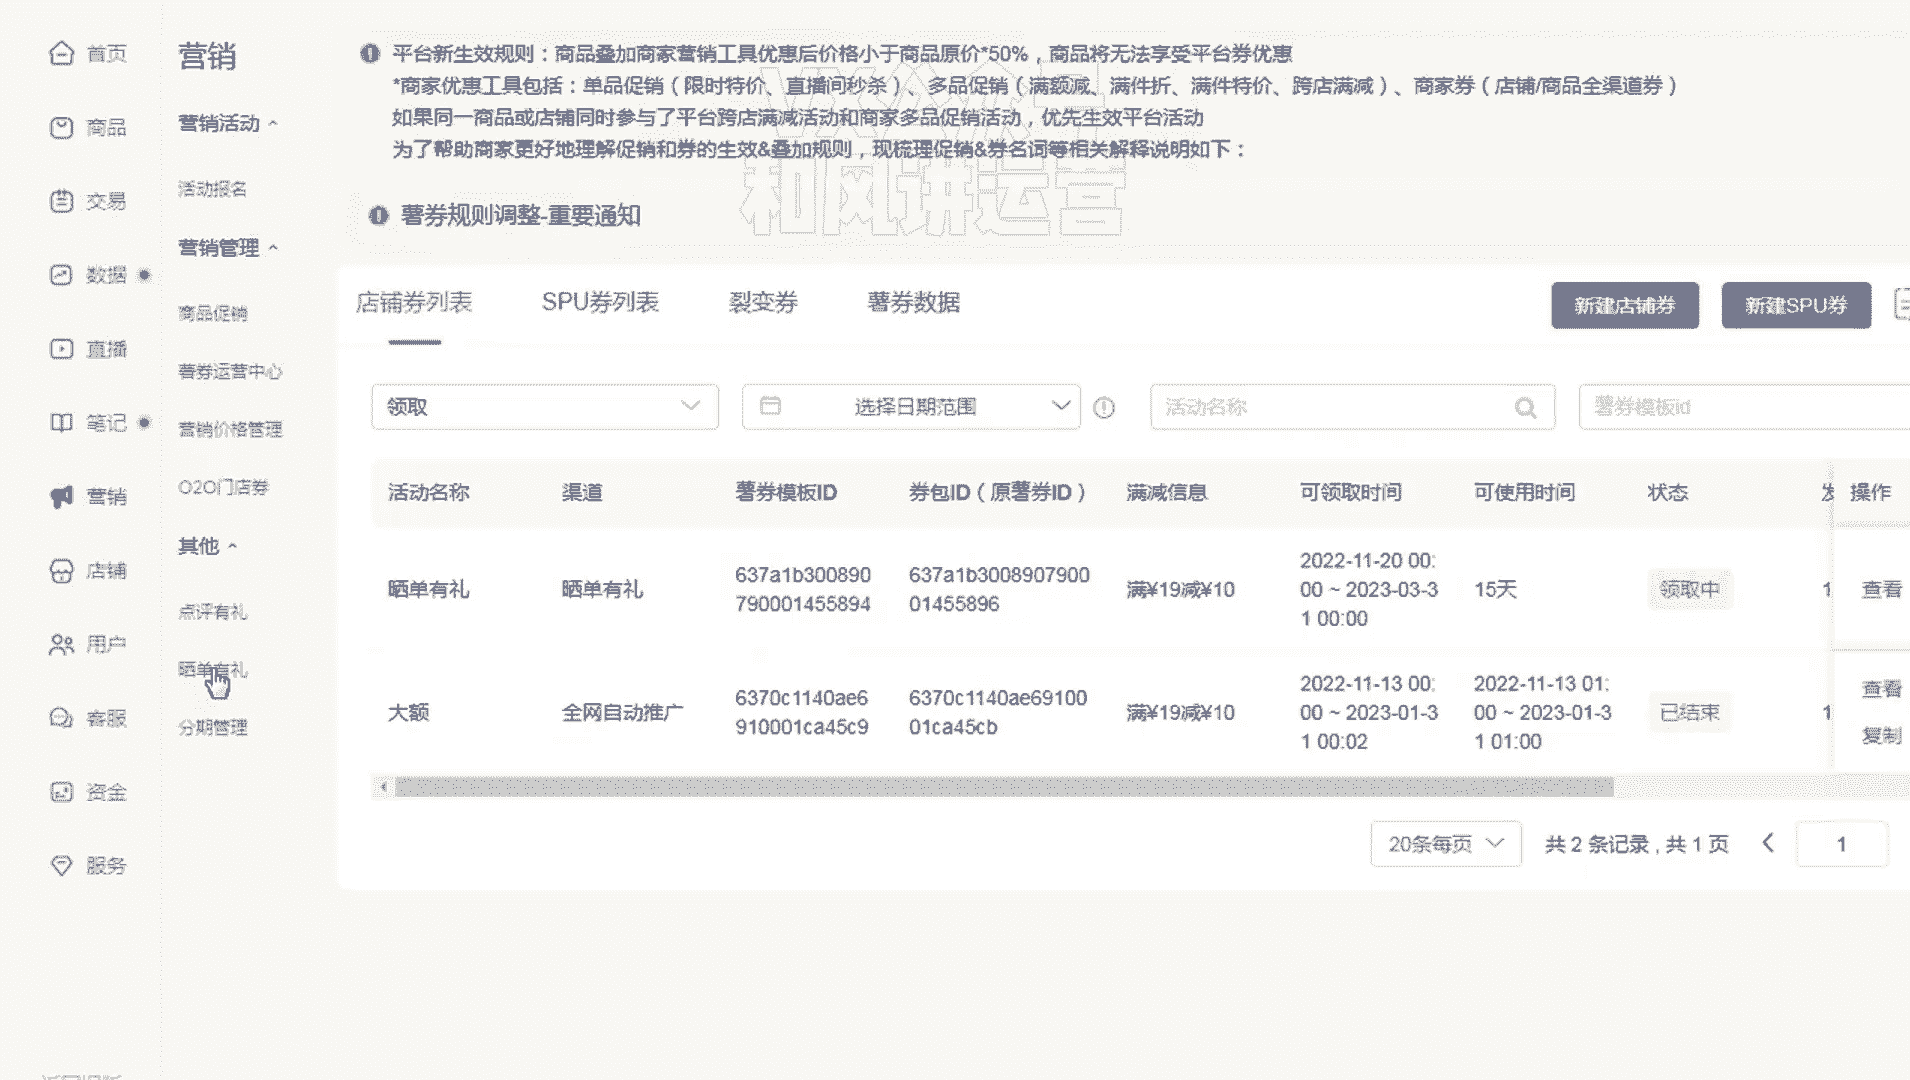 首页
商品
交易
数据
直播
笔记
营销
店铺
用户
客服
资金
服务
营销
营销活动
活动报名
营销管理
商品促销
薯券运营中心
营销价格管理
O2O门店券
其他
点评有礼
晒单有礼
分期管理
平台新生效规则：商品叠加商家营销工具优惠后价格小于商品原价*50%，商品将无法享受平台券优惠
*商家优惠工具包括：单品促销（限时特价、直播间秒杀）、多品促销（满额减、满件折、满件特价、跨店满减）、商家券（店铺/商品全渠道券）
如果同一商品或店铺同时参与了平台跨店满减活动和商家多品促销活动，优先生效平台活动
为了帮助商家更好地理解促销和券的生效&叠加规则，现梳理促销&券名词等相关解释说明如下：
VX公众号
和风讲运营
薯券规则调整-重要通知
店铺券列表 SPU券列表 裂变券 薯券数据 新建店铺券 新建SPU券
领取 选择日期范围 活动名称 薯券模板id
活动名称 渠道 薯券模板ID 券包ID（原薯券ID） 满减信息 可领取时间 可使用时间 状态 操作
晒单有礼 晒单有礼 637a1b300890 637a1b3008907900 满¥19减¥10 2022-11-20 00: 15天 领取中 1 查看
790001455894 01455896 00 ~ 2023-03-3
1 00:00
大额 全网自动推广 6370c1140ae6 6370c1140ae69100 满¥19减¥10 2022-11-13 00: 2022-11-13 01: 已结束 1 查看
910001ca45c9 01ca45cb 00 ~ 2023-01-3 00 ~ 2023-01-3 复制
1 00:02 1 01:00
20条每页 共 2 条记录 , 共 1 页 1